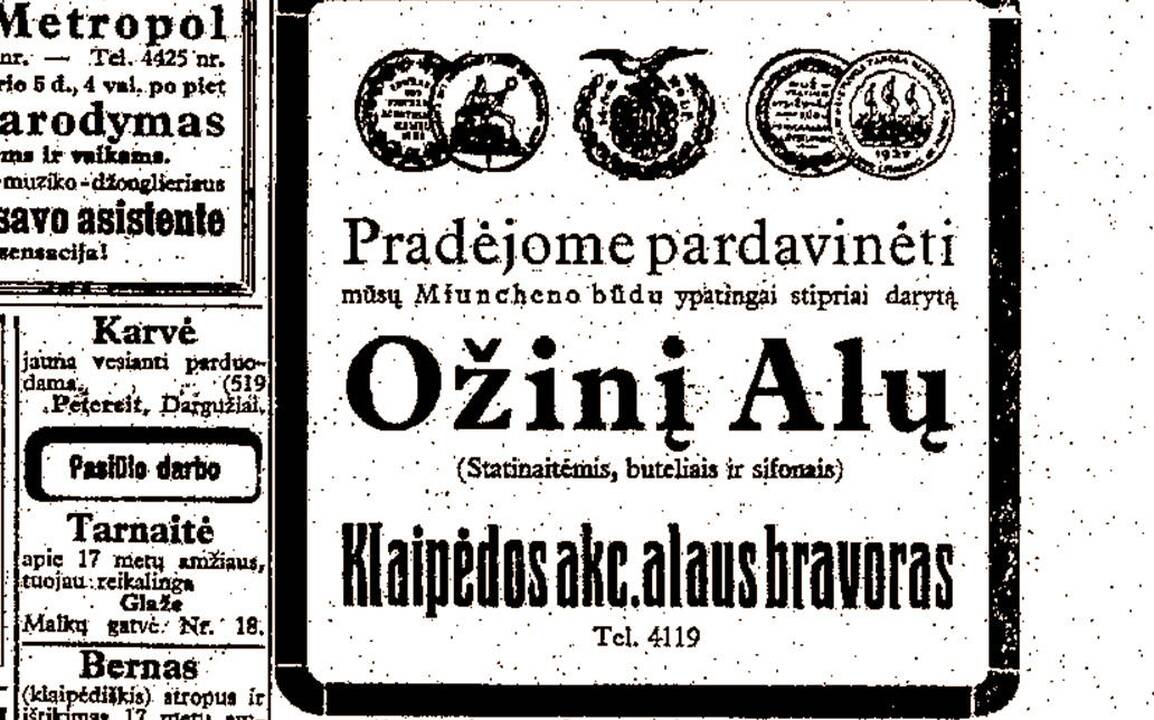 Metropol
nr. — Tel. 4425 nr.
5 d., 4 val. po piet
arodymas
ir vaikams.
muziko-džonglieriaus
savo asistente
sensacija!
Karvė
jauna vesianti parduo-
dama. (519
Petereit, Dargužiai.
Pasiūlo darbo
Tarnaitė
apie 17 metų amžiaus,
tuojau reikalinga
Glaže
Malkų gatvė Nr. 18.
Bernas
(klaipėdiškis) stropus ir
ištikimas 17 metų am-
1927
Pradėjome pardavinėti
mūsų Miuncheno būdu ypatingai stipriai darytą
Ožinį Alų
(Statinaitėmis, buteliais ir sifonais)
Klaipėdos akc. alaus bravoras
Tel. 4119